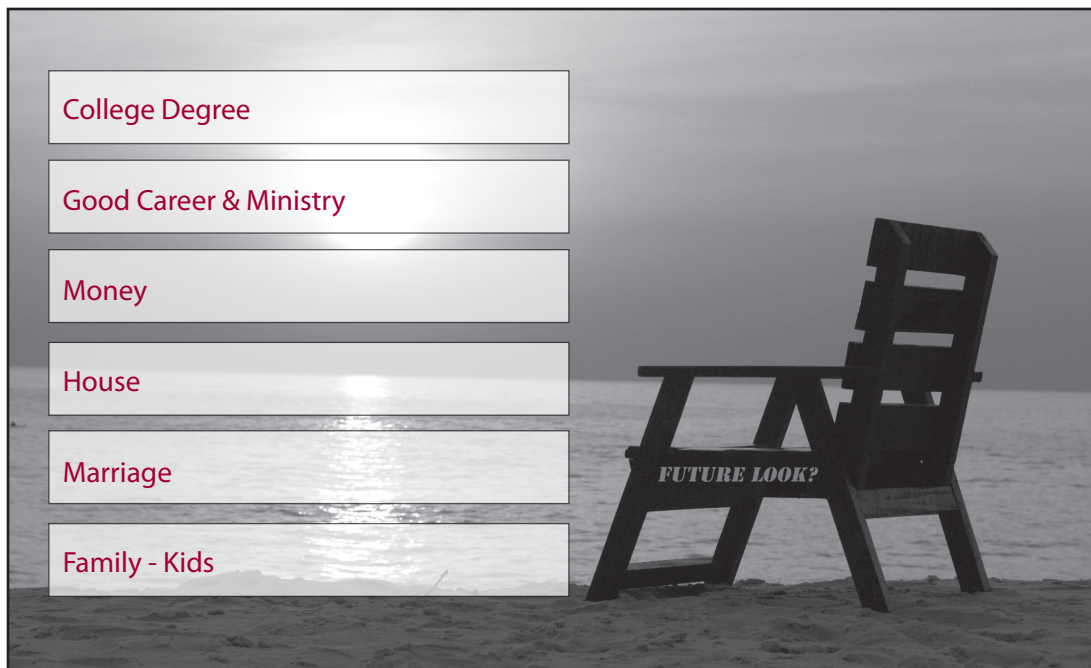 College Degree
Good Career & Ministry
Money
House
Marriage
Family - Kids
FUTURE LOOK?